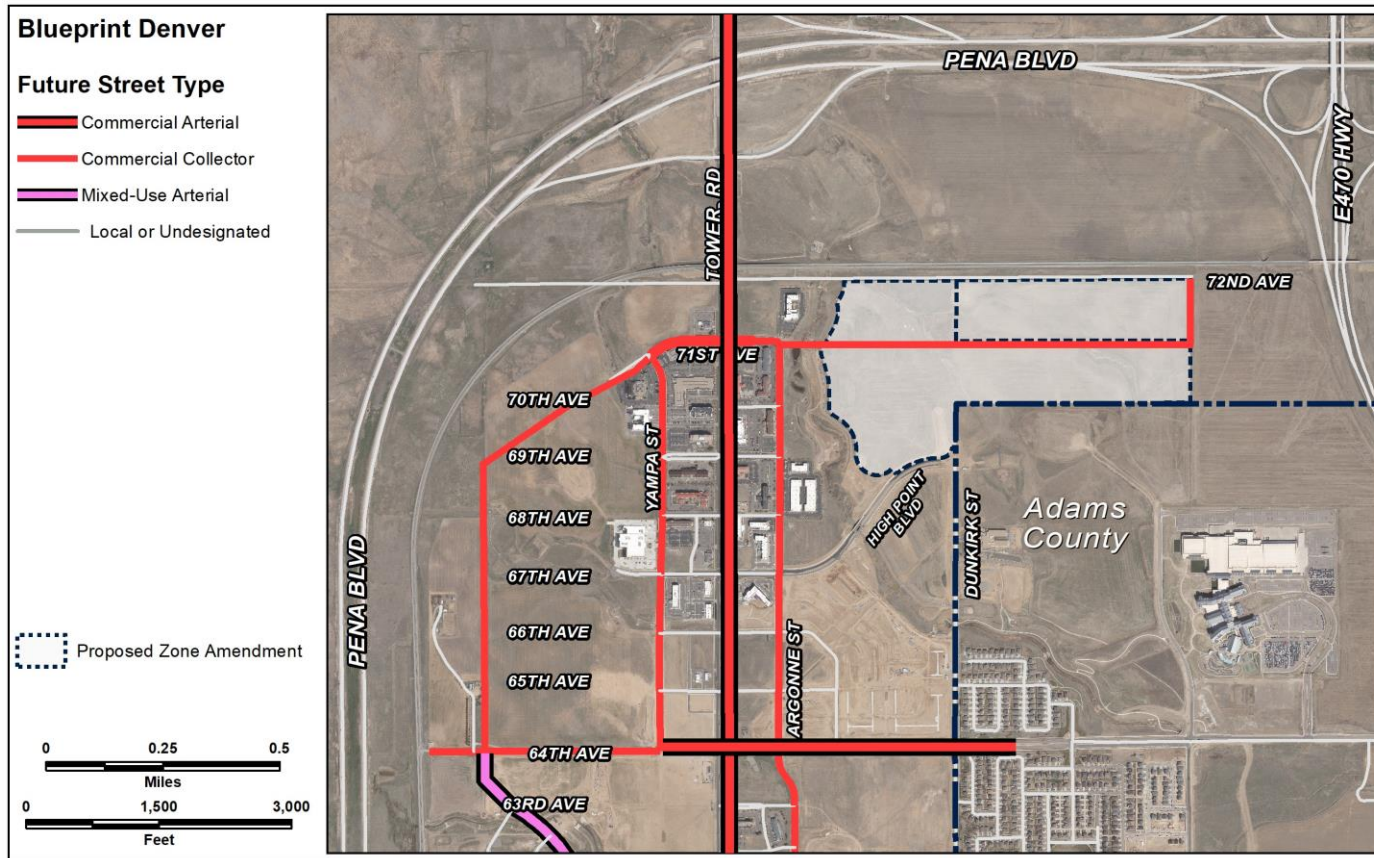 Blueprint Denver
Future Street Type
Commercial Arterial
Commercial Collector
Mixed-Use Arterial
Local or Undesignated
Proposed Zone Amendment
0 0.25 0.5
Miles
0 1,500 3,000
Feet
PENA BLVD
E470 HWY
TOWER RD
72ND AVE
71ST AVE
70TH AVE
69TH AVE
YAMPA ST
68TH AVE
HIGH POINT
BLVD
DUNKIRK ST
Adams
County
PENA BLVD
67TH AVE
66TH AVE
65TH AVE
ARGONNE ST
64TH AVE
63RD AVE